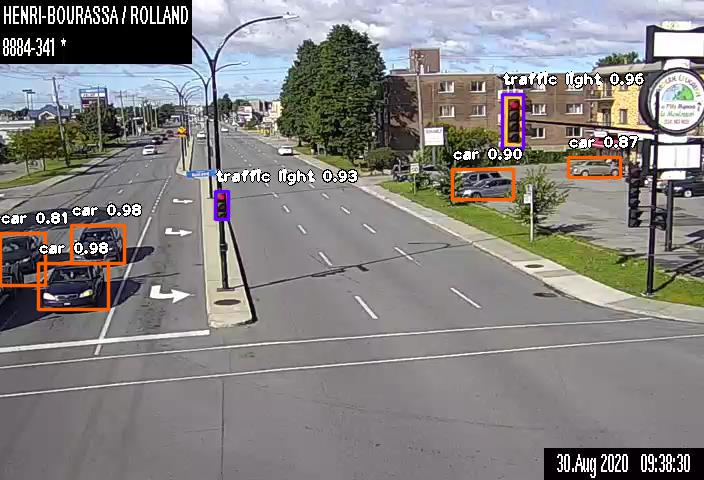 HENRI-BOURASSA / ROLLAND
8884-341 *
traffic light 0.96
car 0.90
car 0.87
traffic light 0.93
car 0.81
car 0.98
car 0.98
30.Aug 2020 09:38:30